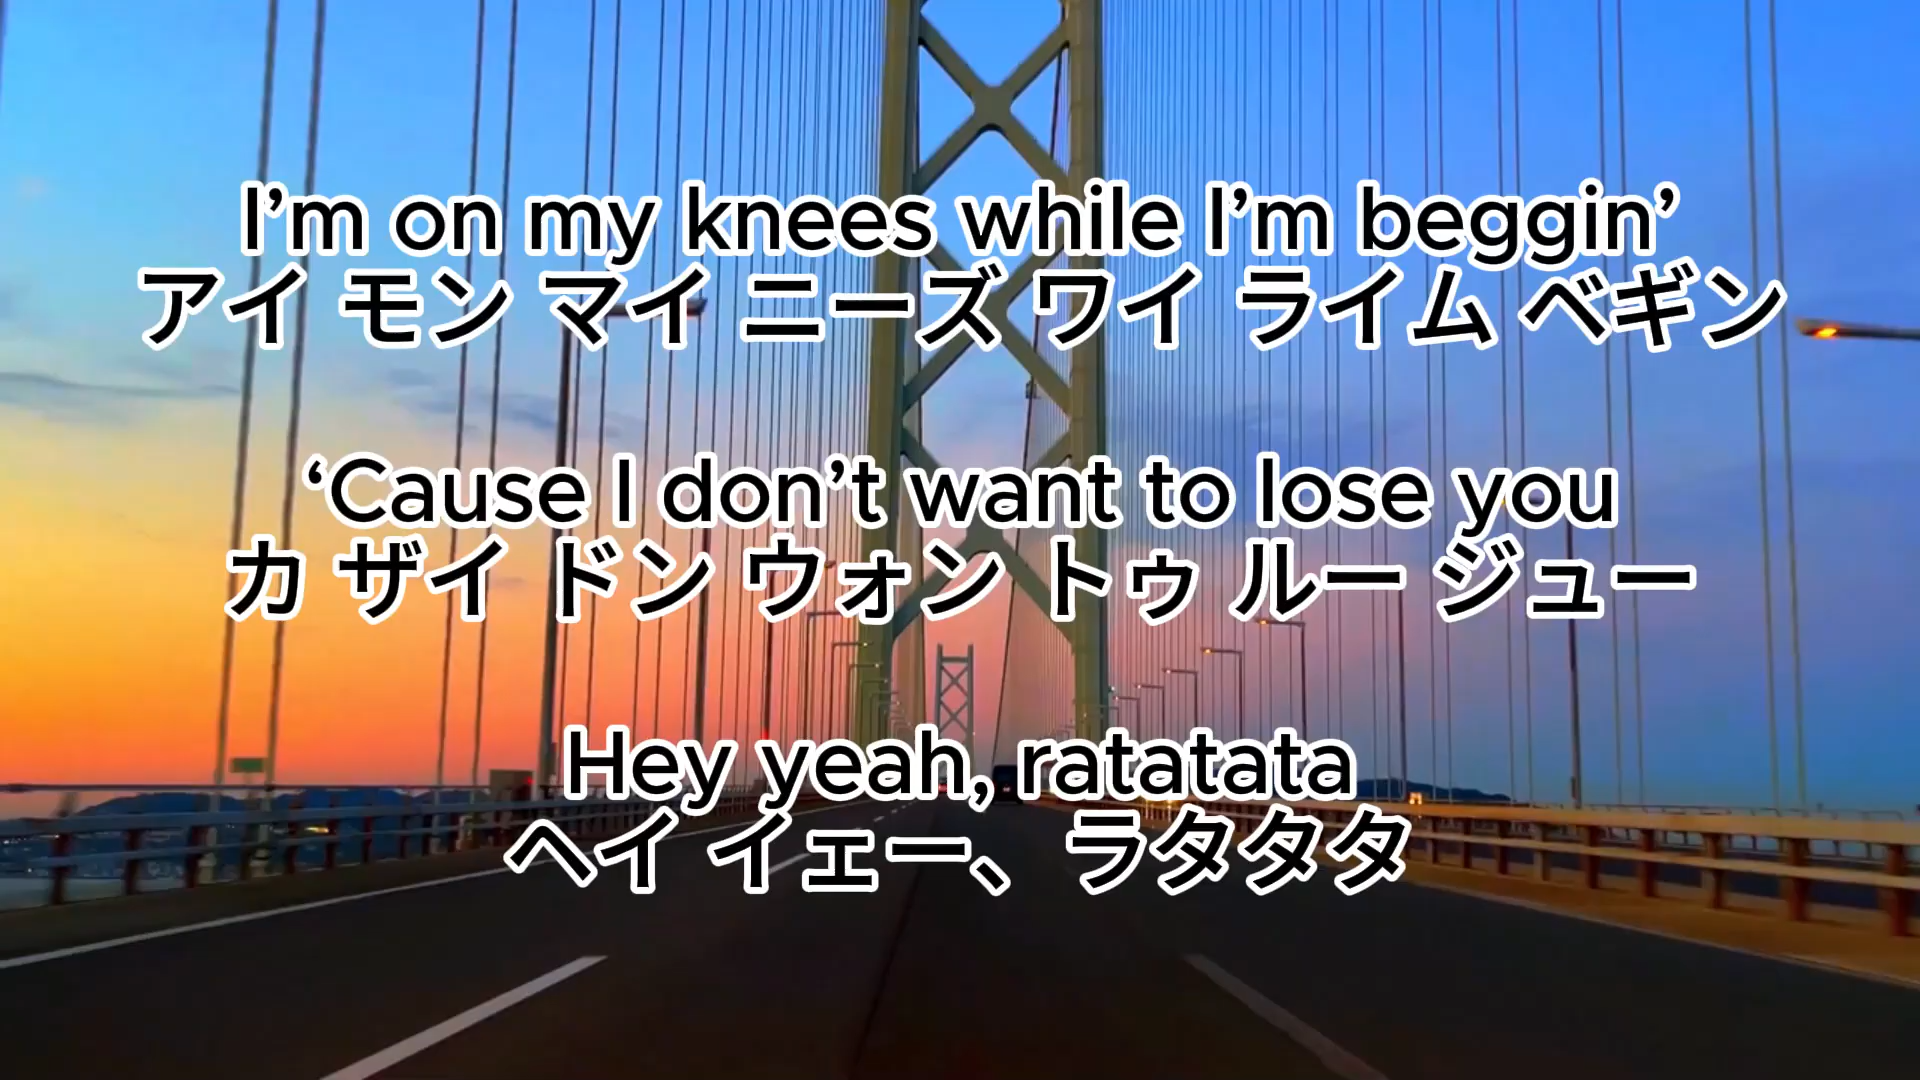 I’m on my knees while I’m beggin’
アイ モン マイ ニーズ ワイ ライム ベギン
‘Cause I don’t want to lose you
カ ザイ ドン ウォン トゥ ルー ジュー
Hey yeah, ratatata
ヘイ イェー、ラタタタ